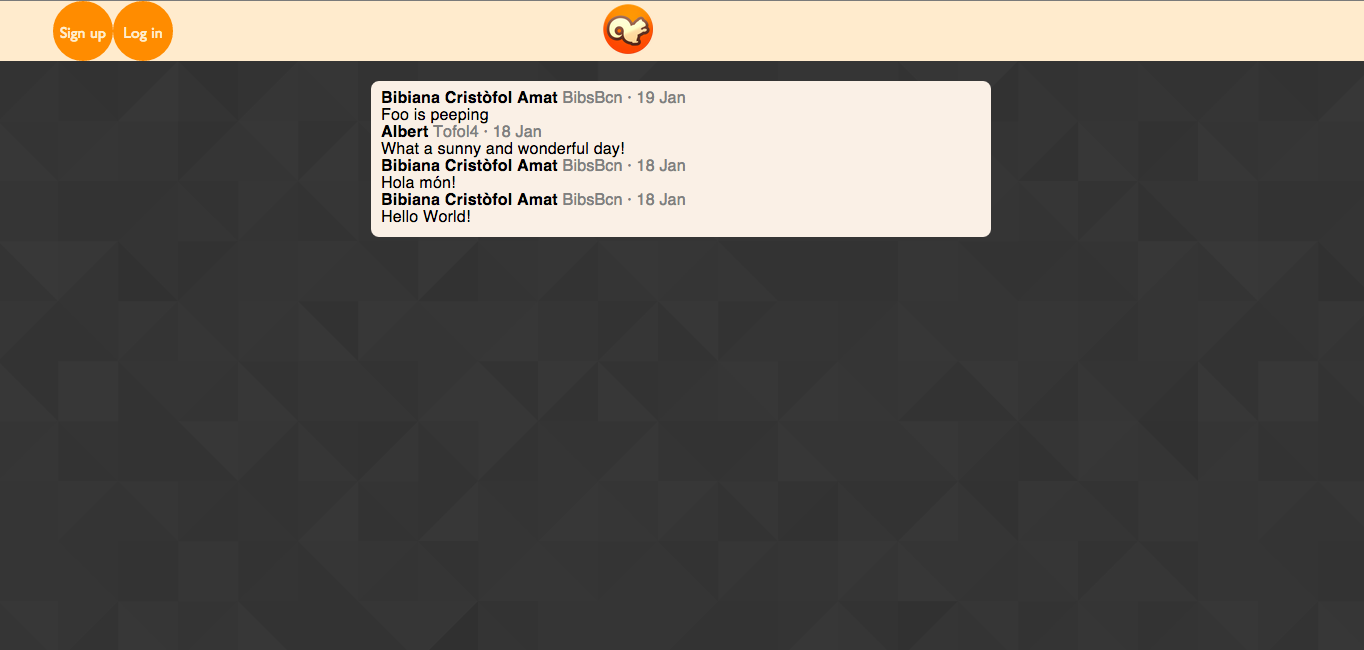 Sign up Log in
Bibiana Cristòfol Amat BibsBcn · 19 Jan
Foo is peeping
Albert Tofol4 · 18 Jan
What a sunny and wonderful day!
Bibiana Cristòfol Amat BibsBcn · 18 Jan
Hola món!
Bibiana Cristòfol Amat BibsBcn · 18 Jan
Hello World!